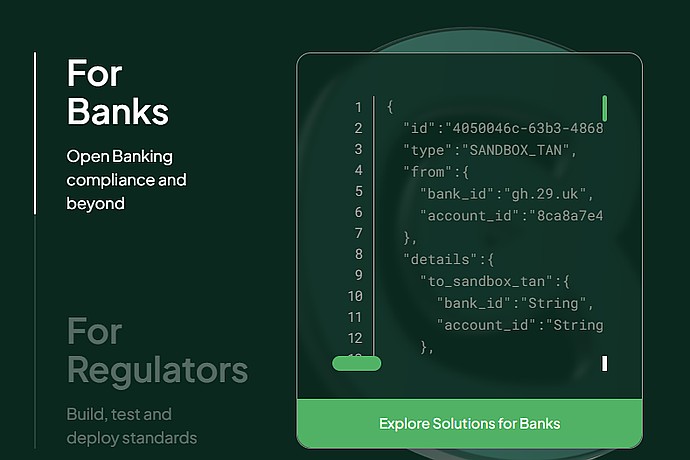 For
Banks
Open Banking
compliance and
beyond
For
Regulators
Build, test and
deploy standards
1 {
2 "id":"4050046c-63b3-4868
3 "type":"SANDBOX_TAN",
4 "from":{
5 "bank_id":"gh.29.uk",
6 "account_id":"8ca8a7e4
7 },
8 "details":{
9 "to_sandbox_tan":{
10 "bank_id":"String",
11 "account_id":"String
12 },
Explore Solutions for Banks